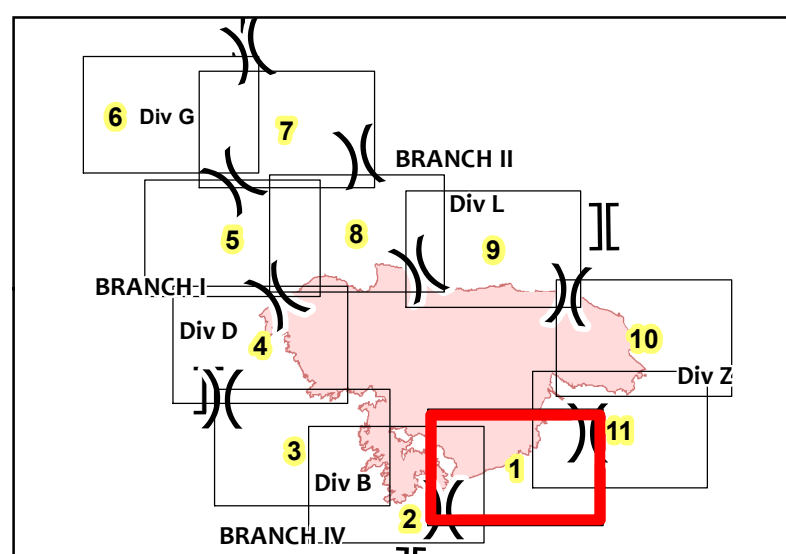 6 Div G
7
BRANCH II
Div L
5
8
9
BRANCH I
Div D
4
10
Div Z
11
3
1
Div B
2
BRANCH IV